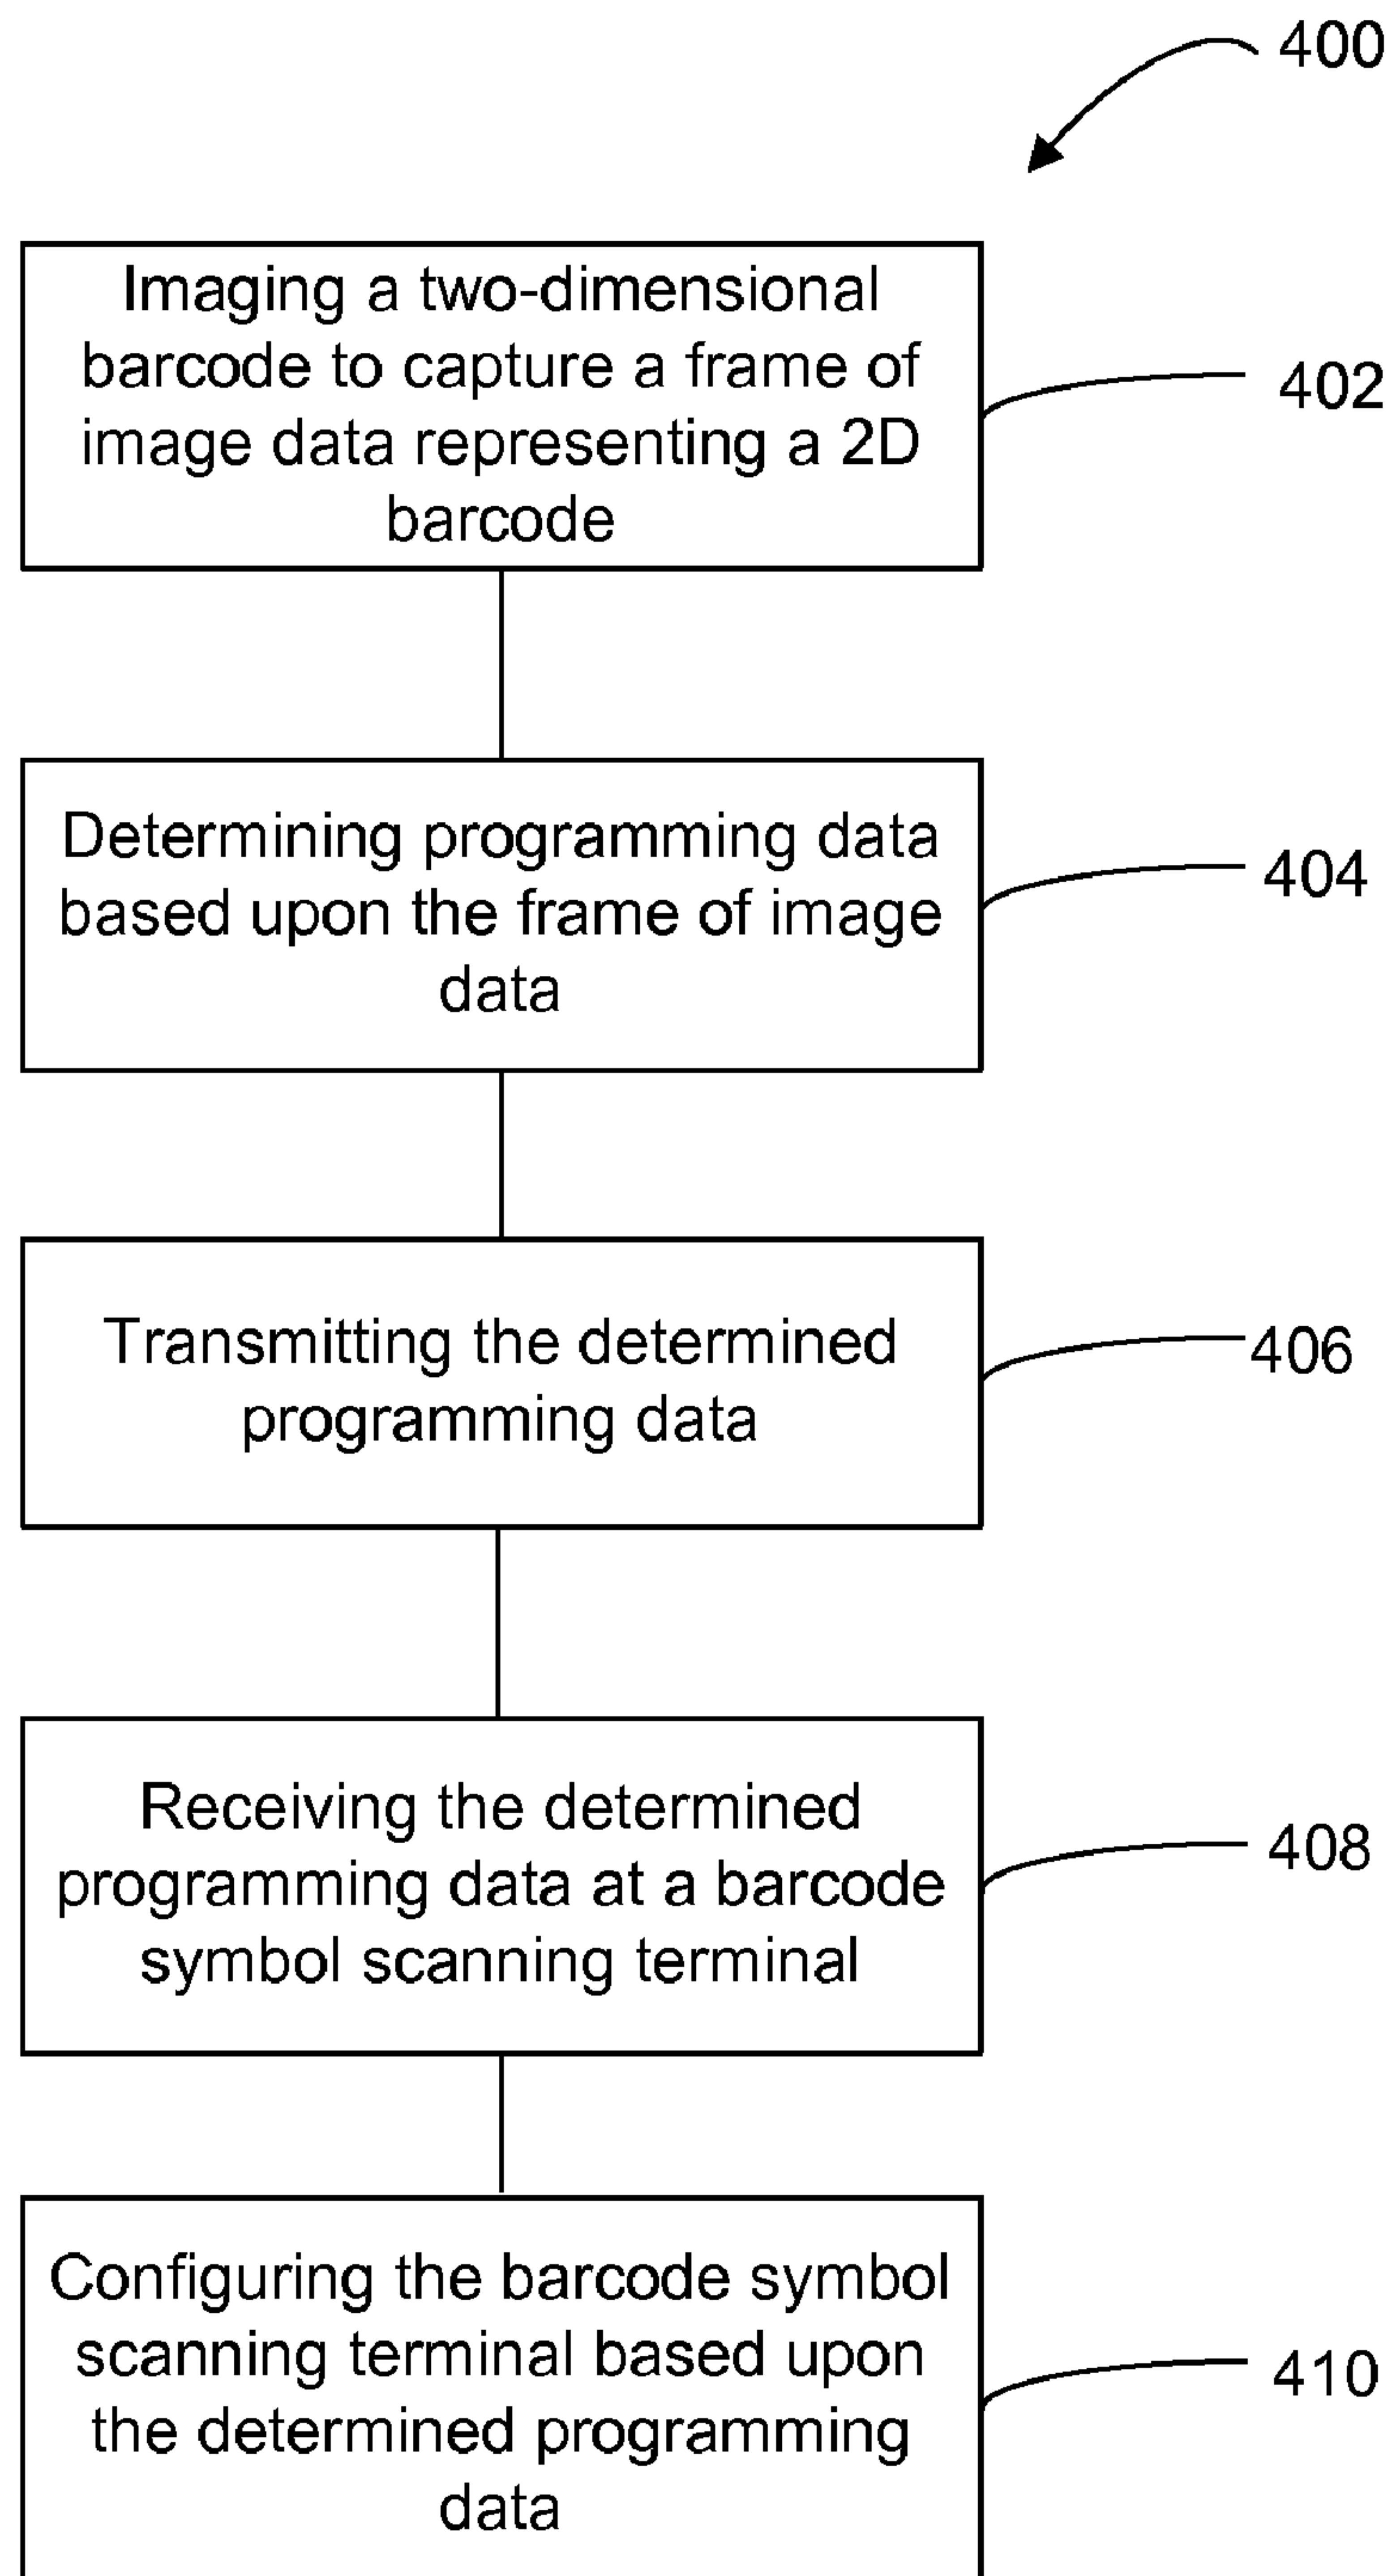 400
Imaging a two-dimensional
barcode to capture a frame of
image data representing a 2D
barcode
402
Determining programming data
based upon the frame of image
data
404
Transmitting the determined
programming data
406
Receiving the determined
programming data at a barcode
symbol scanning terminal
408
Configuring the barcode symbol
scanning terminal based upon
the determined programming
data
410